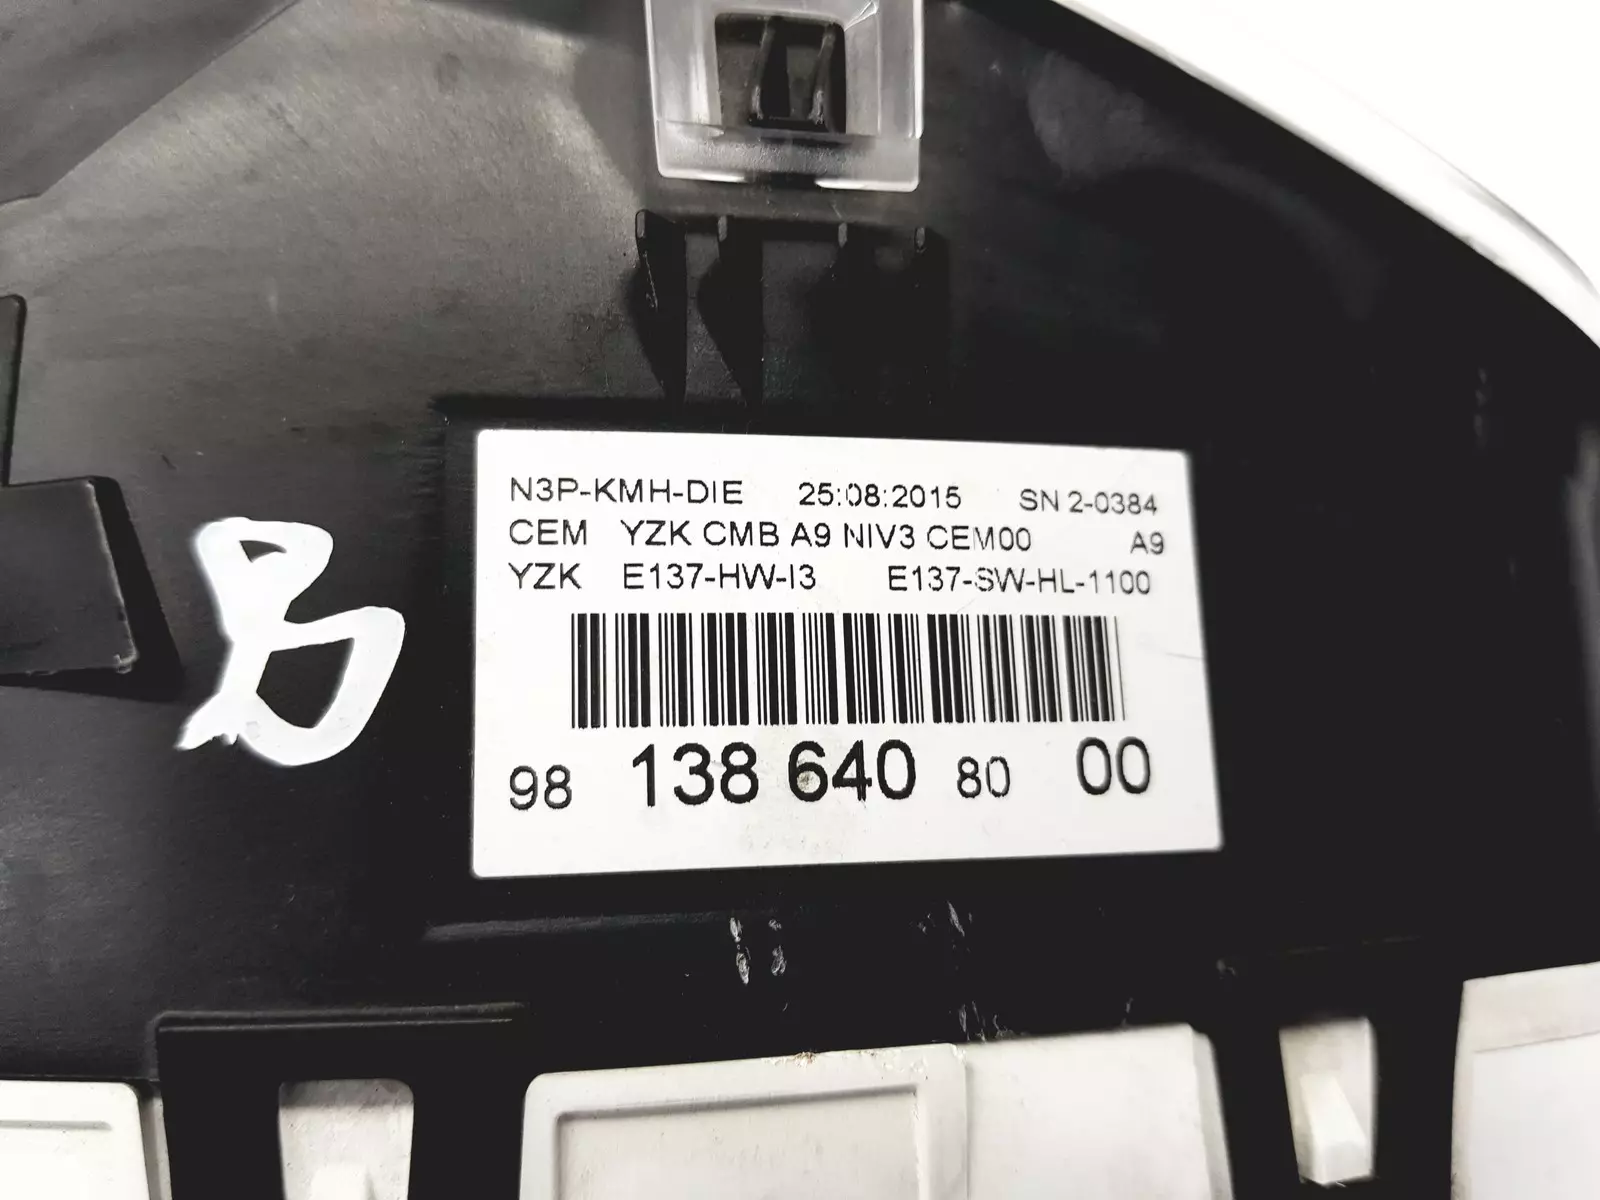 N3P-KMH-DIE 25:08:2015 SN 2-0384
CEM YZK CMB A9 NIV3 CEM00 A9
YZK E137-HW-I3 E137-SW-HL-1100
98 138 640 80 00